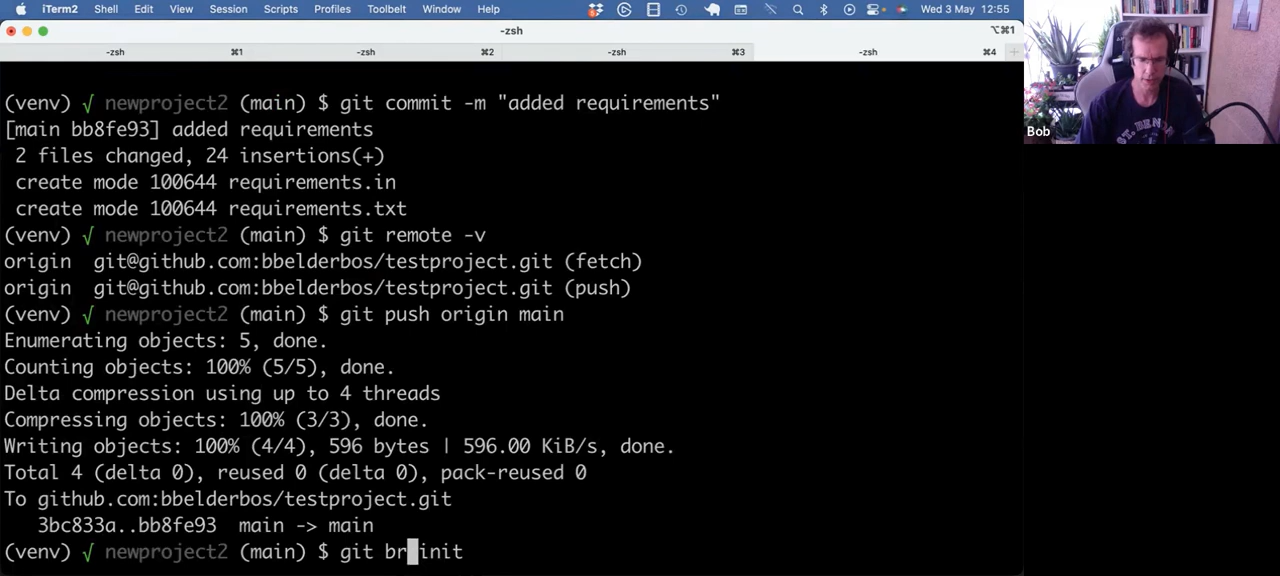 iTerm2 Shell Edit View Session Scripts Profiles Toolbelt Window Help Wed 3 May 12:55
-zsh ⌥⌘1
-zsh ⌘1 -zsh ⌘2 -zsh ⌘3 -zsh ⌘4 +
(venv) √ newproject2 (main) $ git commit -m "added requirements"
[main bb8fe93] added requirements
2 files changed, 24 insertions(+)
create mode 100644 requirements.in
create mode 100644 requirements.txt
(venv) √ newproject2 (main) $ git remote -v
origin git@github.com:bbelderbos/testproject.git (fetch)
origin git@github.com:bbelderbos/testproject.git (push)
(venv) √ newproject2 (main) $ git push origin main
Enumerating objects: 5, done.
Counting objects: 100% (5/5), done.
Delta compression using up to 4 threads
Compressing objects: 100% (3/3), done.
Writing objects: 100% (4/4), 596 bytes | 596.00 KiB/s, done.
Total 4 (delta 0), reused 0 (delta 0), pack-reused 0
To github.com:bbelderbos/testproject.git
3bc833a..bb8fe93 main -> main
(venv) √ newproject2 (main) $ git br init
Bob